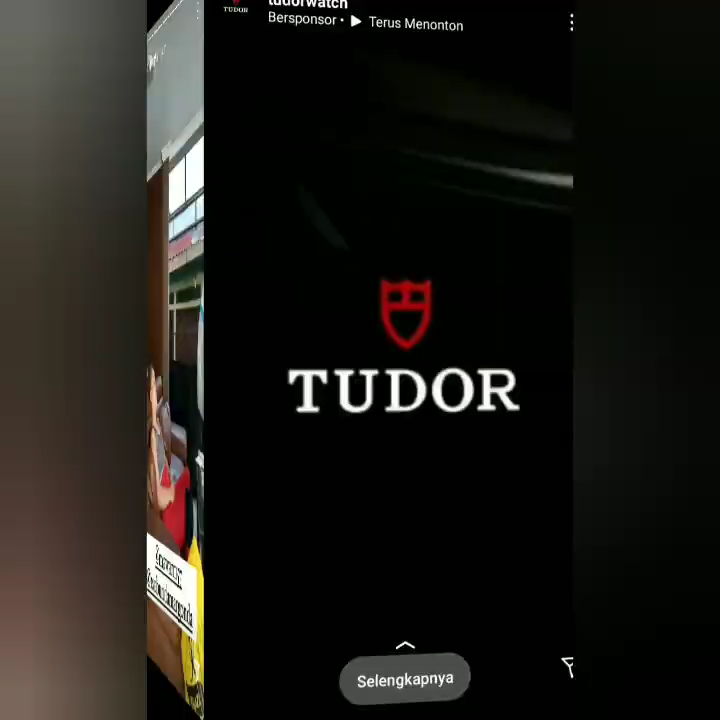 tudorwatch
Bersponsor • Terus Menonton
TUDOR
TUDOR
Selengkapnya